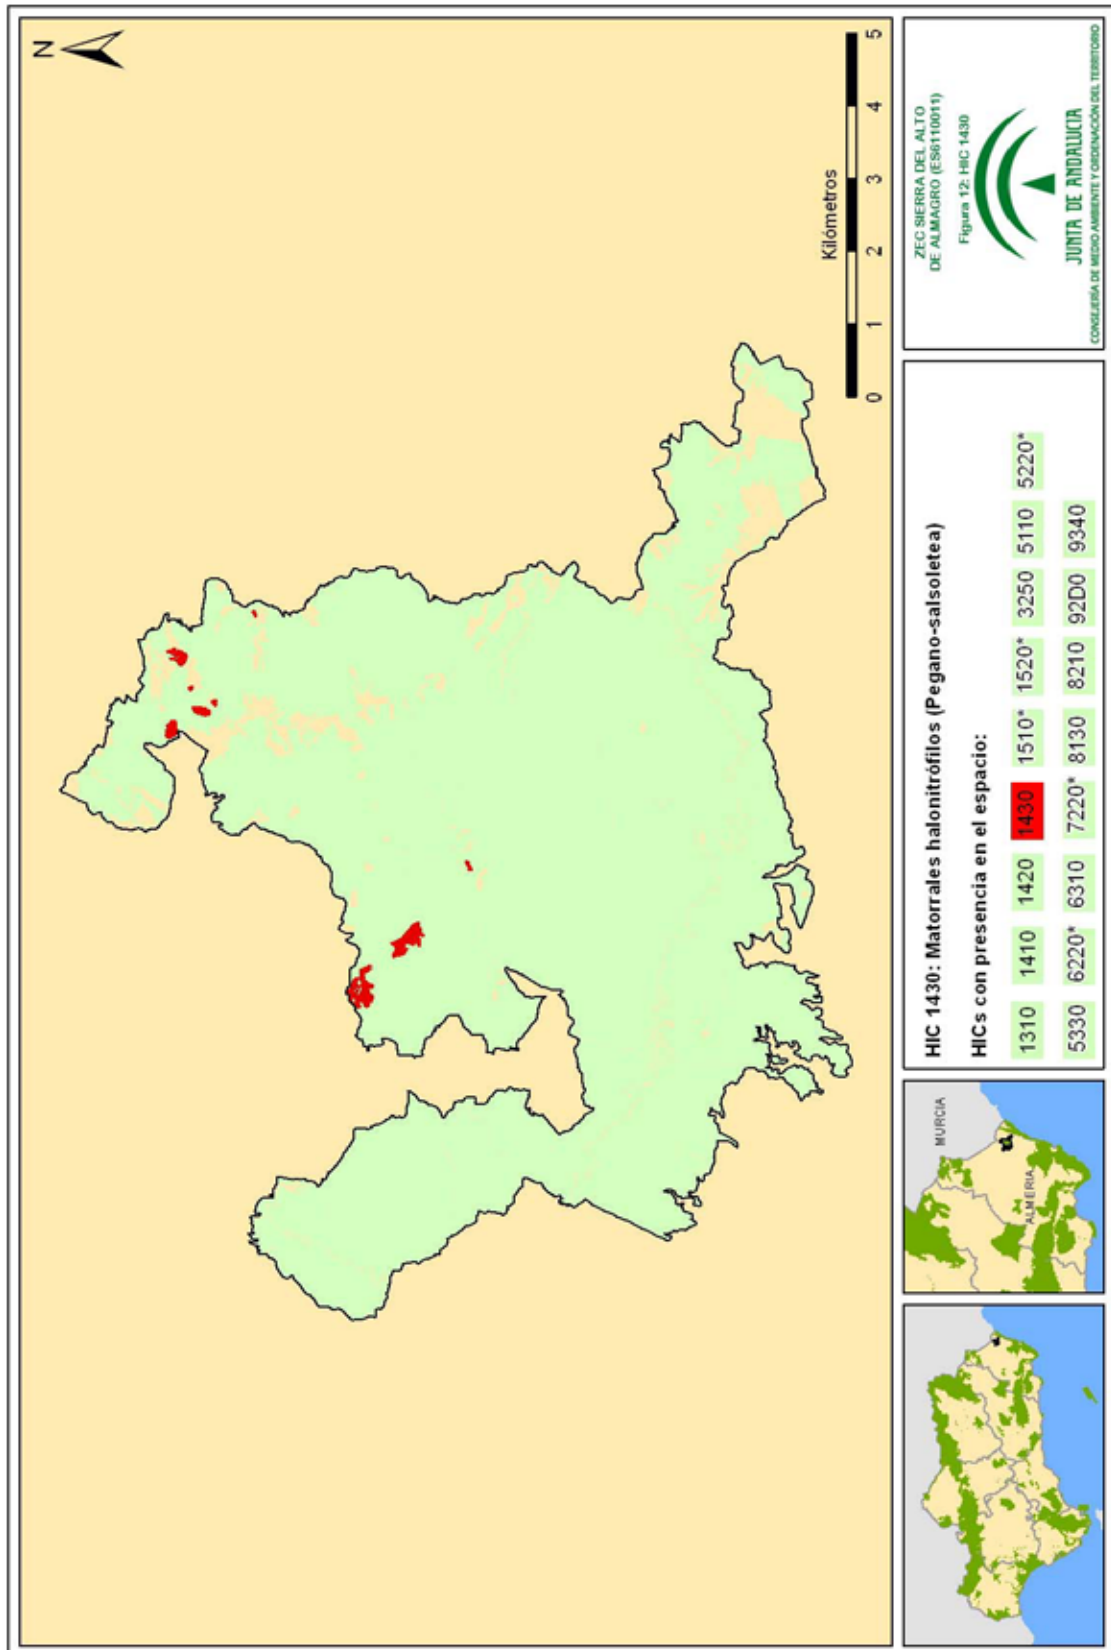 N
Kilómetros
0 1 2 3 4 5
MURCIA
ALMERIA
HIC 1430: Matorrales halonitrófilos (Pegano-salsoletea)
HICs con presencia en el espacio:
1310 1410 1420 1430 1510* 1520* 3250 5110 5220*
5330 6220* 6310 7220* 8130 8210 92D0 9340
ZEC SIERRA DEL ALTO
DE ALMAGRO (ES6110011)
Figura 12: HIC 1430
JUNTA DE ANDALUCIA
CONSEJERÍA DE MEDIO AMBIENTE Y ORDENACIÓN DEL TERRITORIO